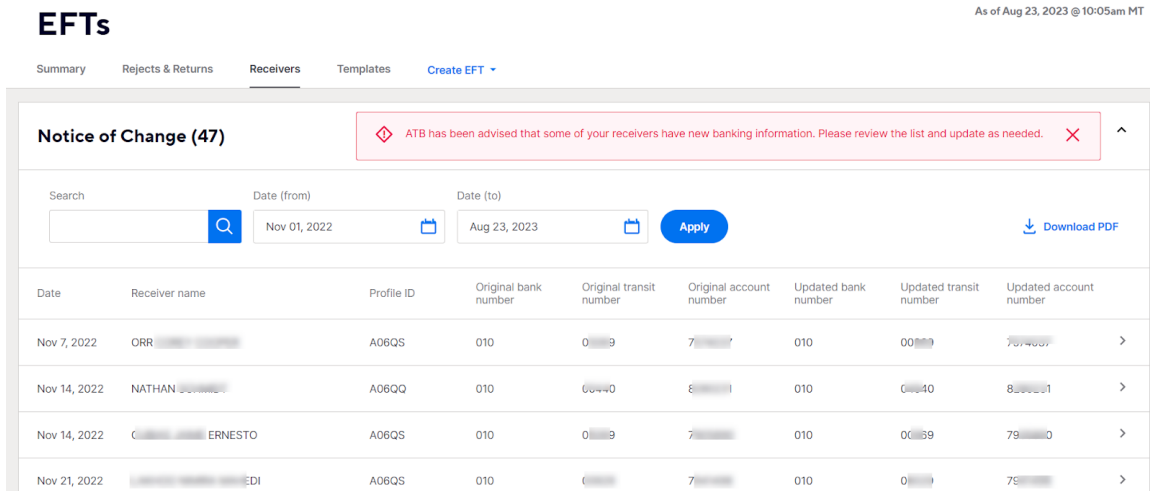 As of Aug 23, 2023 @ 10:05am MT
EFTs
Summary Rejects & Returns Receivers Templates Create EFT
Notice of Change (47)
ATB has been advised that some of your receivers have new banking information. Please review the list and update as needed.
Search Date (from) Date (to)
Nov 01, 2022 Aug 23, 2023 Apply Download PDF
Date Receiver name Profile ID Original bank number Original transit number Original account number Updated bank number Updated transit number Updated account number
Nov 7, 2022 ORR A06QS 010 010
Nov 14, 2022 NATHAN A06QQ 010 010
Nov 14, 2022 ERNESTO A06QS 010 010
Nov 21, 2022 A06QS 010 010